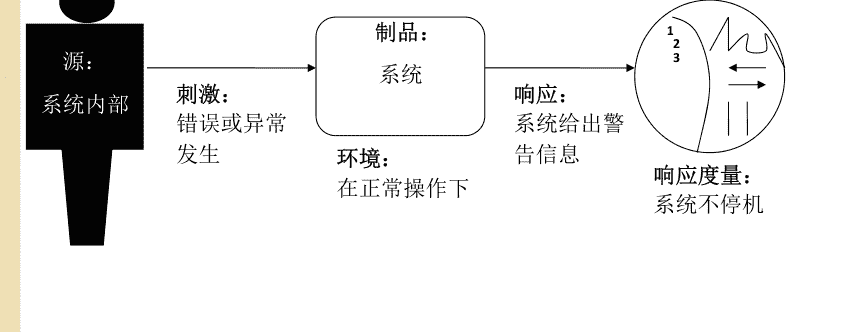 源：
系统内部
刺激：
错误或异常
发生
制品：
系统
环境：
在正常操作下
响应：
系统给出警
告信息
1
2
3
响应度量：
系统不停机